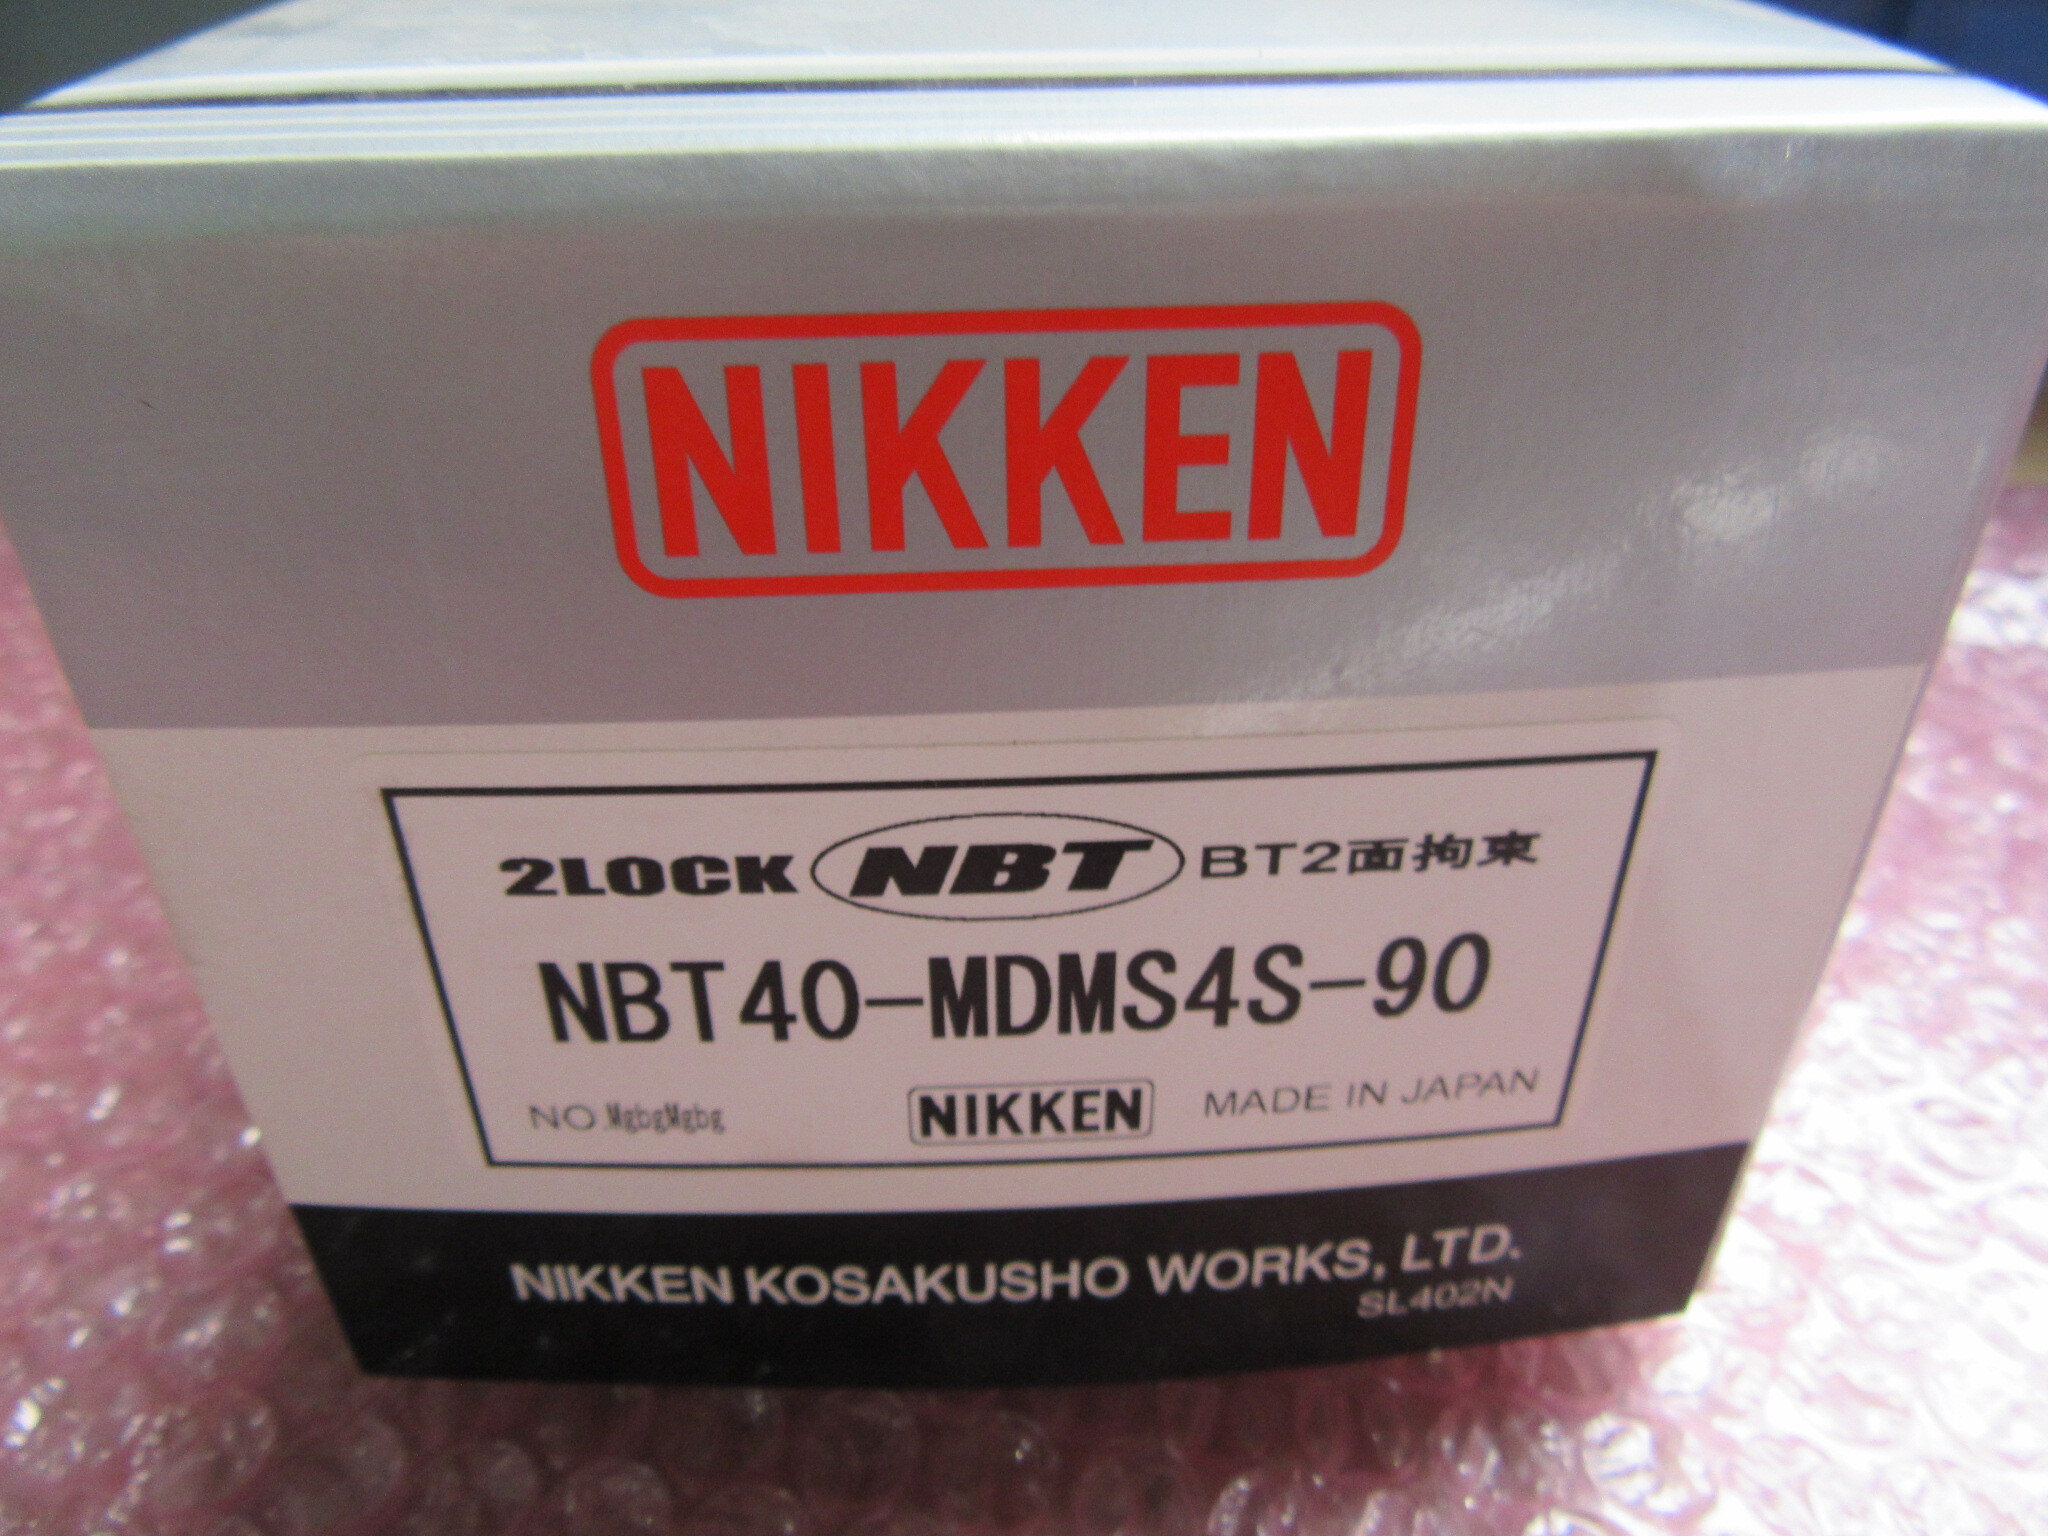 NIKKEN
2LOCK NBT BT2面拘束
NBT40-MDMS4S-90
NO.MgbgMgbg NIKKEN MADE IN JAPAN
NIKKEN KOSAKUSHO WORKS, LTD.
SL402N